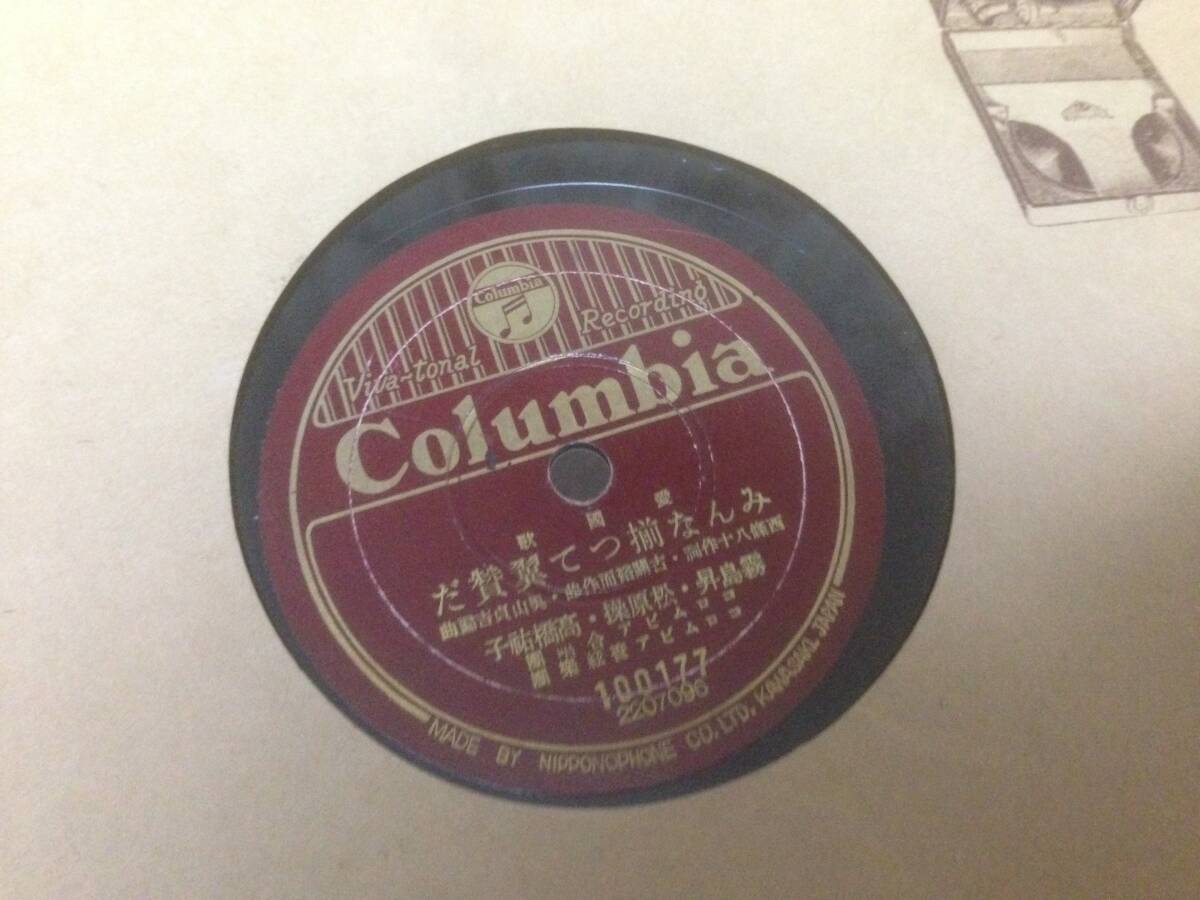 Columbia
Viva-tonal Recording
Columbia
愛國歌
みんな揃つて翼賛だ
西條八十作詞・古關裕而作曲・奥山貞吉編曲
霧島昇・松原操・高橋祐子
コロムビア合唱團
コロムビア管絃樂團
100177
2207096
MADE BY NIPPONOPHONE CO., LTD., KAWASAKI, JAPAN